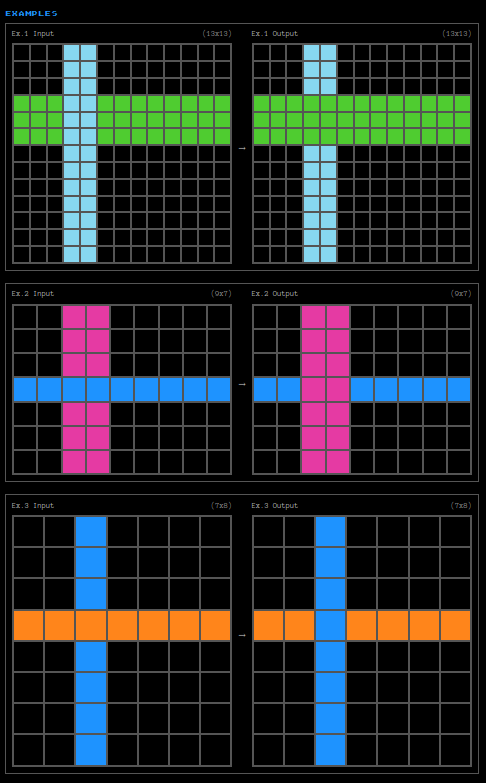 EXAMPLES
Ex.1 Input (13x13)
Ex.1 Output (13x13)
→
Ex.2 Input (9x7)
Ex.2 Output (9x7)
→
Ex.3 Input (7x8)
Ex.3 Output (7x8)
→